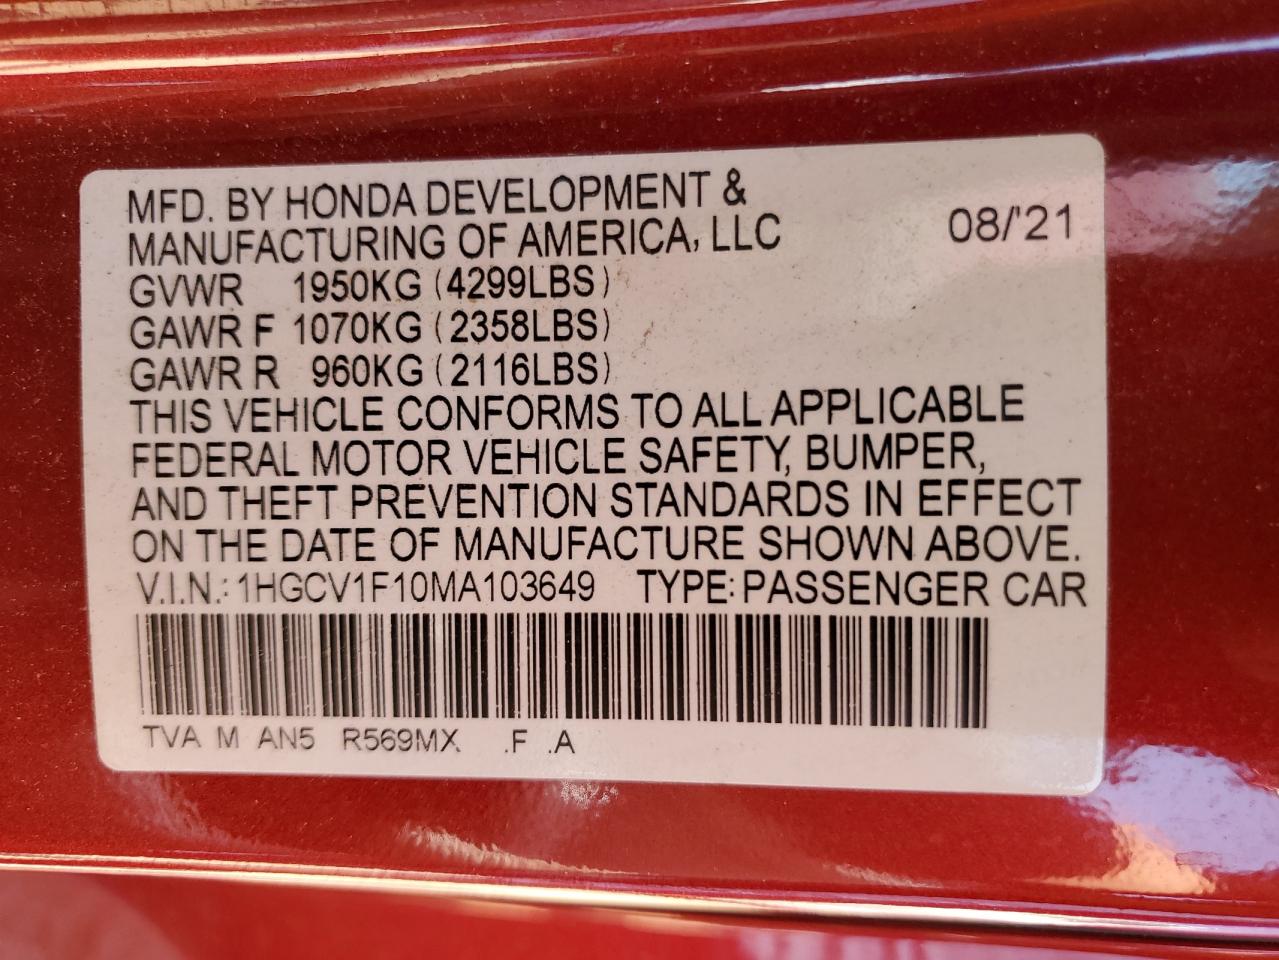 MFD. BY HONDA DEVELOPMENT &
MANUFACTURING OF AMERICA, LLC 08/'21
GVWR 1950KG (4299LBS)
GAWR F 1070KG (2358LBS)
GAWR R 960KG (2116LBS)
THIS VEHICLE CONFORMS TO ALL APPLICABLE
FEDERAL MOTOR VEHICLE SAFETY, BUMPER,
AND THEFT PREVENTION STANDARDS IN EFFECT
ON THE DATE OF MANUFACTURE SHOWN ABOVE.
V.I.N.: 1HGCV1F10MA103649 TYPE: PASSENGER CAR
TVA M AN5 R569MX .F .A